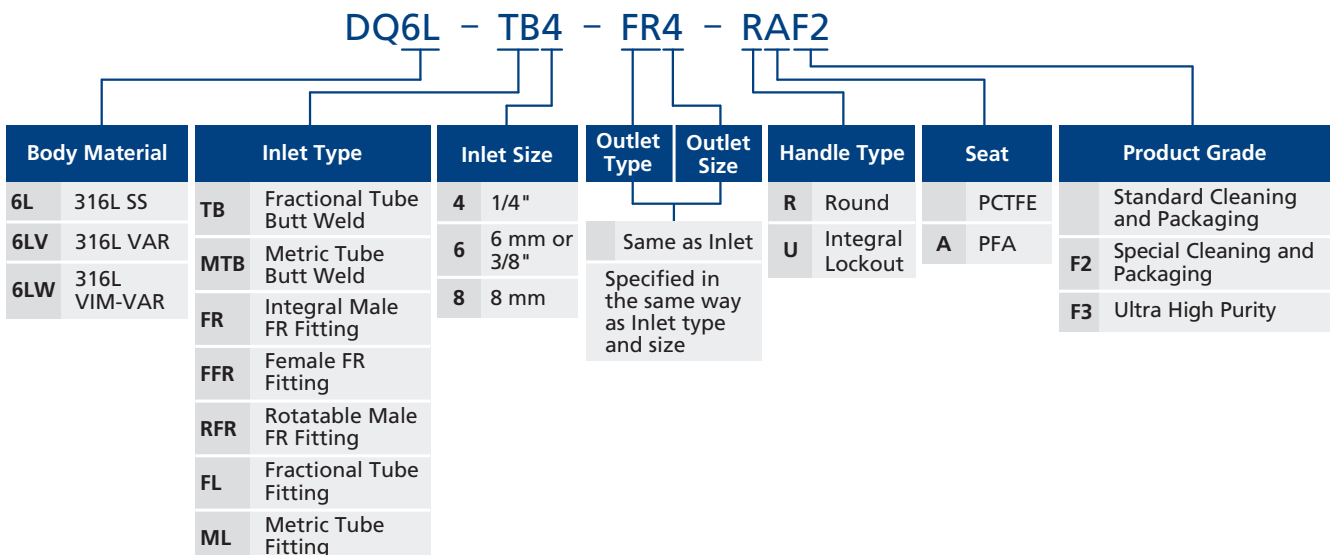 DQ6L – TB4 – FR4 – RAF2
Body Material
6L 316L SS
6LV 316L VAR
6LW 316L
VIM-VAR
Inlet Type
TB Fractional Tube
Butt Weld
MTB Metric Tube
Butt Weld
FR Integral Male
FR Fitting
FFR Female FR
Fitting
RFR Rotatable Male
FR Fitting
FL Fractional Tube
Fitting
ML Metric Tube
Fitting
Inlet Size
4 1/4"
6 6 mm or
3/8"
8 8 mm
Outlet
Type
Outlet
Size
Same as Inlet
Specified in
the same way
as Inlet type
and size
Handle Type
R Round
U Integral
Lockout
Seat
PCTFE
A PFA
Product Grade
Standard Cleaning
and Packaging
F2 Special Cleaning and
Packaging
F3 Ultra High Purity